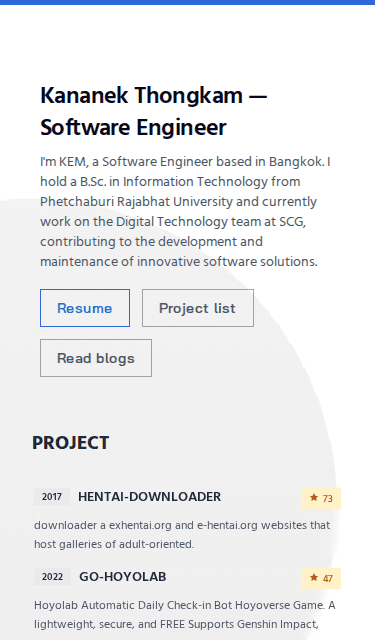 Kananek Thongkam —
Software Engineer
I'm KEM, a Software Engineer based in Bangkok. I
hold a B.Sc. in Information Technology from
Phetchaburi Rajabhat University and currently
work on the Digital Technology team at SCG,
contributing to the development and
maintenance of innovative software solutions.
Resume
Project list
Read blogs
PROJECT
2017 HENTAI-DOWNLOADER 73
downloader a exhentai.org and e-hentai.org websites that
host galleries of adult-oriented.
2022 GO-HOYOLAB 47
Hoyolab Automatic Daily Check-in Bot Hoyoverse Game. A
lightweight, secure, and FREE Supports Genshin Impact,